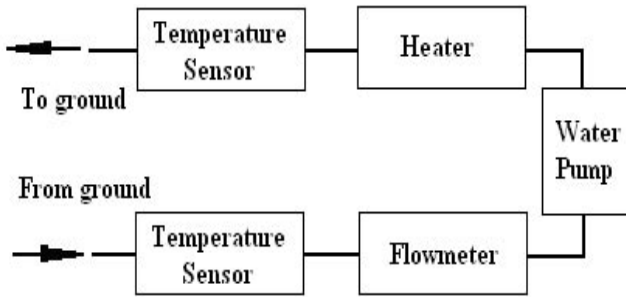 Temperature
Sensor
Heater
To ground
Water
Pump
From ground
Temperature
Sensor
Flowmeter